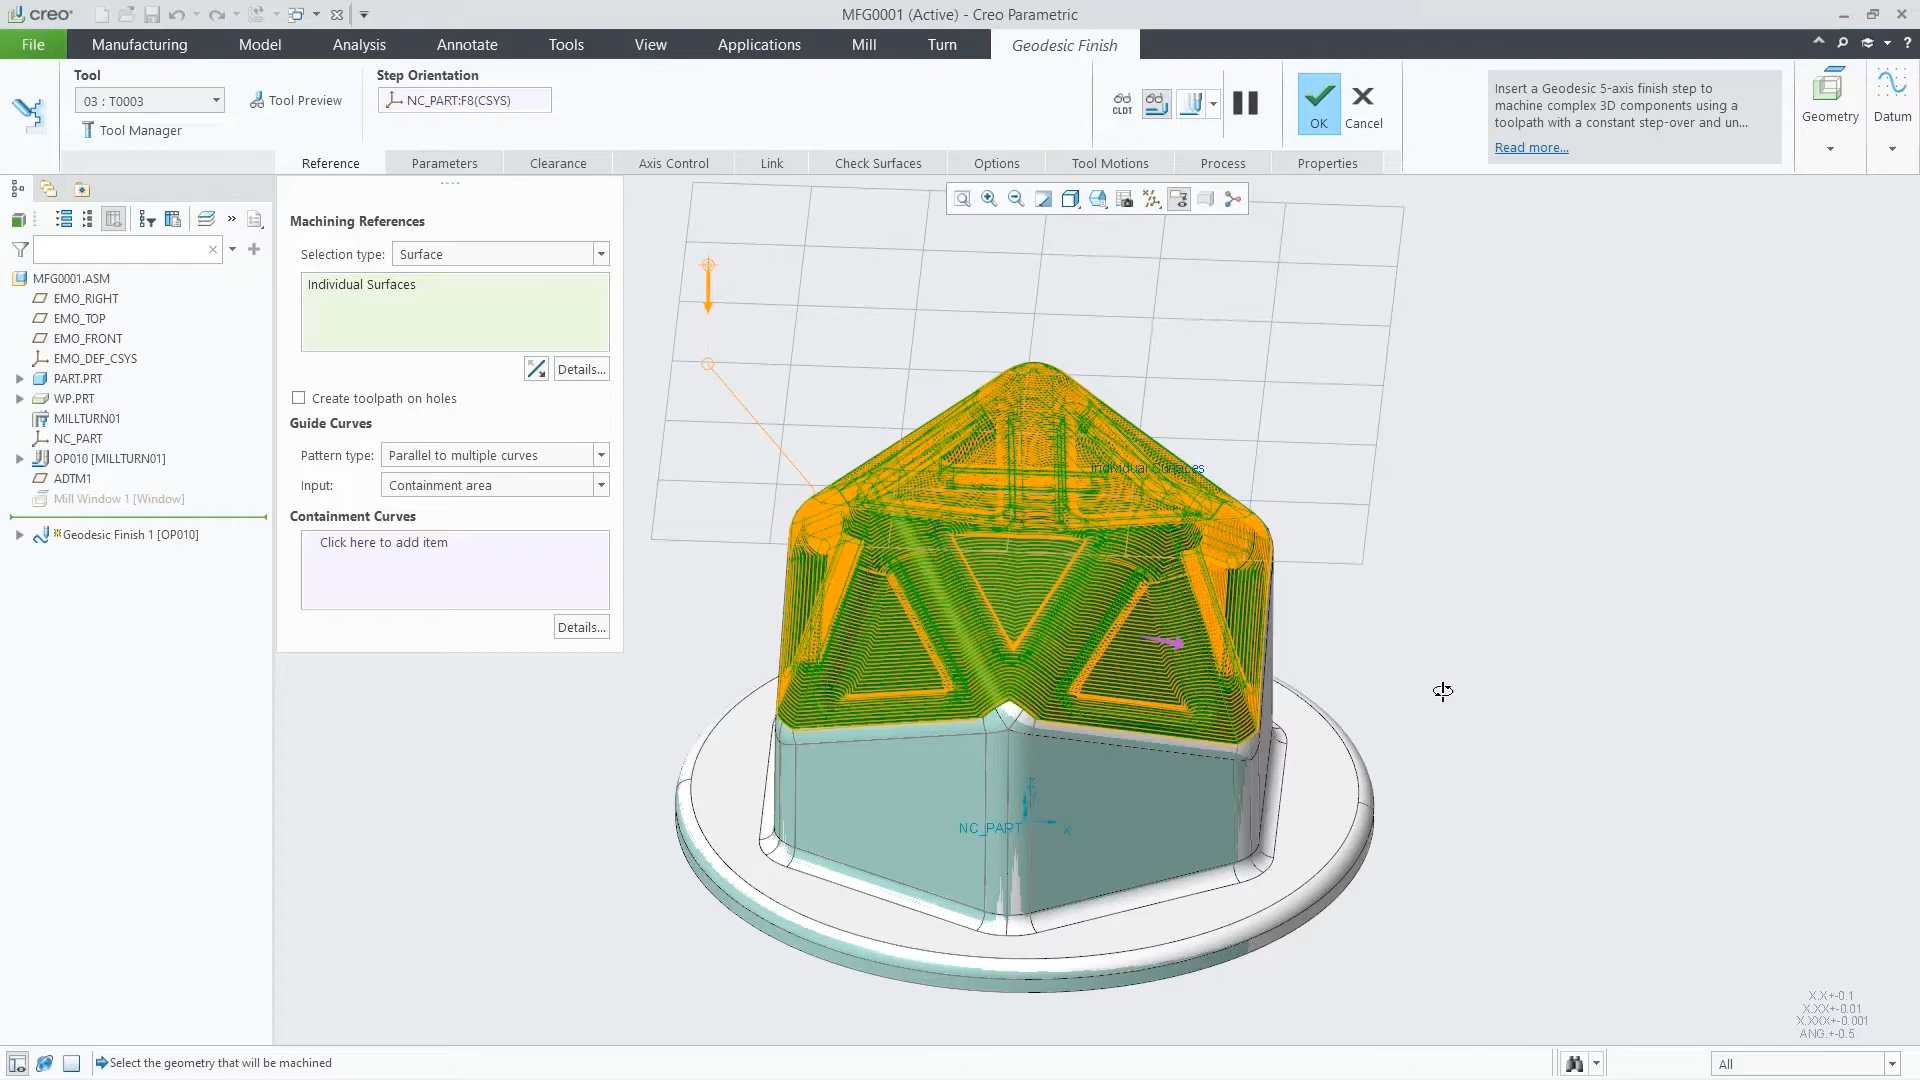 creo
MFG0001 (Active) - Creo Parametric
File
Manufacturing
Model
Analysis
Annotate
Tools
View
Applications
Mill
Turn
Geodesic Finish
?
Tool
Step Orientation
03 : T0003
Tool Preview
NC_PART:F8(CSYS)
Tool Manager
CLDT
OK
Cancel
Insert a Geodesic 5-axis finish step to
machine complex 3D components using a
toolpath with a constant step-over and un...
Read more...
Geometry
Datum
Reference
Parameters
Clearance
Axis Control
Link
Check Surfaces
Options
Tool Motions
Process
Properties
MFG0001.ASM
EMO_RIGHT
EMO_TOP
EMO_FRONT
EMO_DEF_CSYS
PART.PRT
WP.PRT
MILLTURN01
NC_PART
OP010 [MILLTURN01]
ADTM1
Mill Window 1 [Window]
Geodesic Finish 1 [OP010]
Machining References
Selection type:
Surface
Individual Surfaces
Details...
Create toolpath on holes
Guide Curves
Pattern type:
Parallel to multiple curves
Input:
Containment area
Containment Curves
Click here to add item
Details...
Individual Surfaces
Z
NC_PART
X
X.X+-0.1
X.XX+-0.01
X.XXX+-0.001
ANG.+-0.5
Select the geometry that will be machined
All